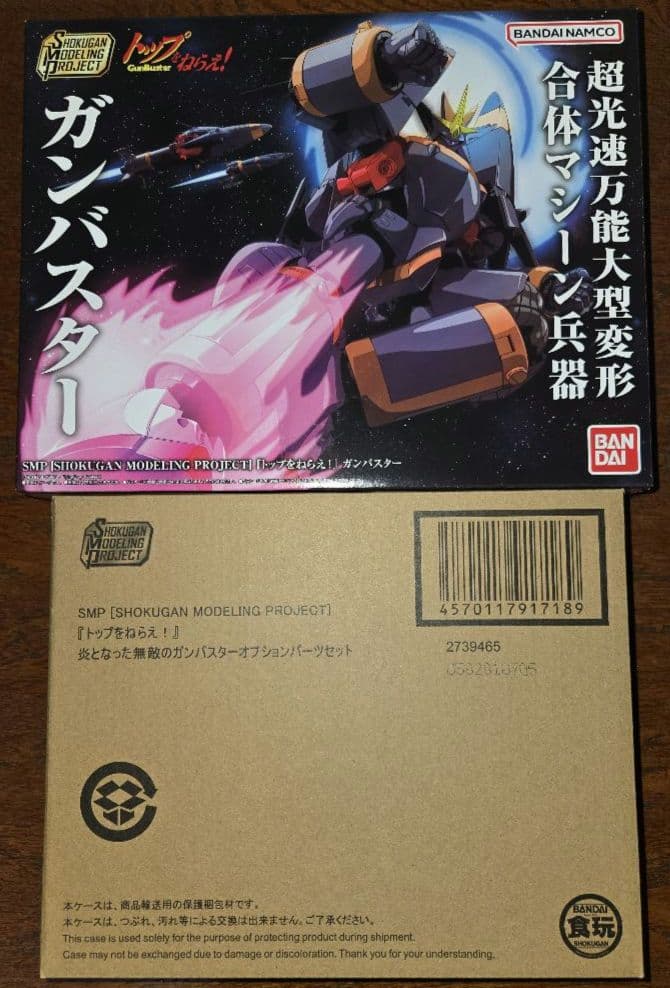 SHOKUGAN
MODELING
PROJECT
トップをねらえ!
GunBuster
BANDAI NAMCO
超光速万能大型変形
合体マシーン兵器
ガンバスター
BAN
DAI
SMP [SHOKUGAN MODELING PROJECT]『トップをねらえ!』ガンバスター
SHOKUGAN
MODELING
PROJECT
4570117917189
SMP [SHOKUGAN MODELING PROJECT]
『トップをねらえ!』
炎となった無敵のガンバスターオプションパーツセット
2739465
本ケースは、商品輸送用の保護梱包材です。
本ケースは、つぶれ、汚れ等による交換は出来ません。ご了承ください。
This case is used solely for the purpose of protecting product during shipment.
Case may not be exchanged due to damage or discoloration. Thank you for your understanding.
BANDAI
食玩
SHOKUGAN